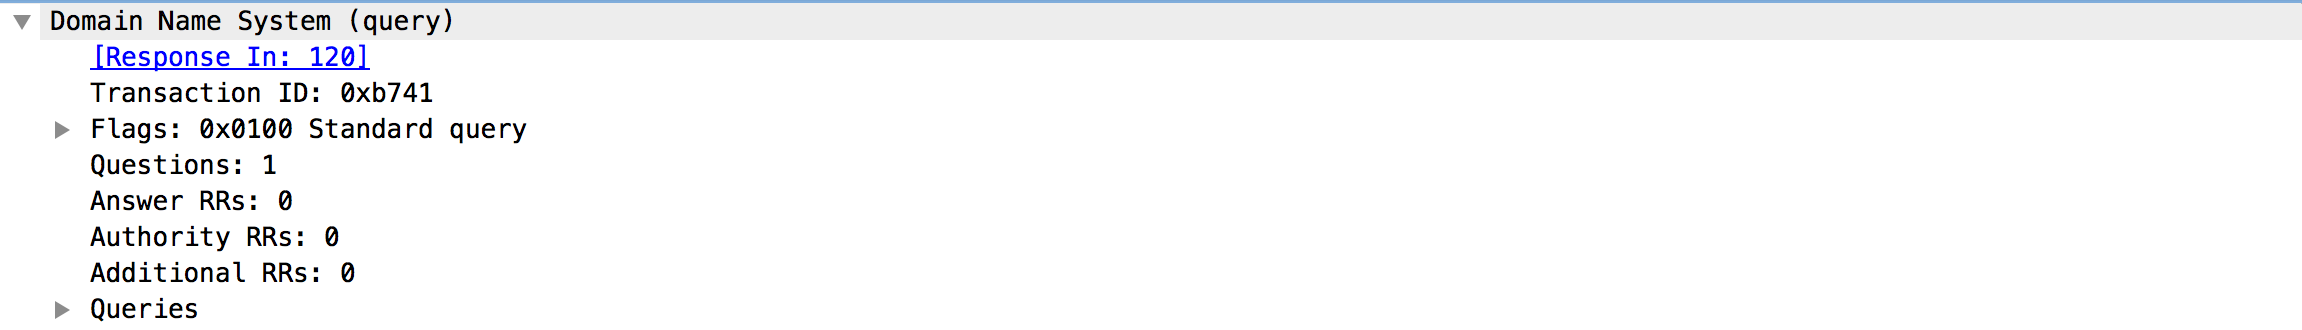 Domain Name System (query)
[Response In: 120]
Transaction ID: 0xb741
Flags: 0x0100 Standard query
Questions: 1
Answer RRs: 0
Authority RRs: 0
Additional RRs: 0
Queries